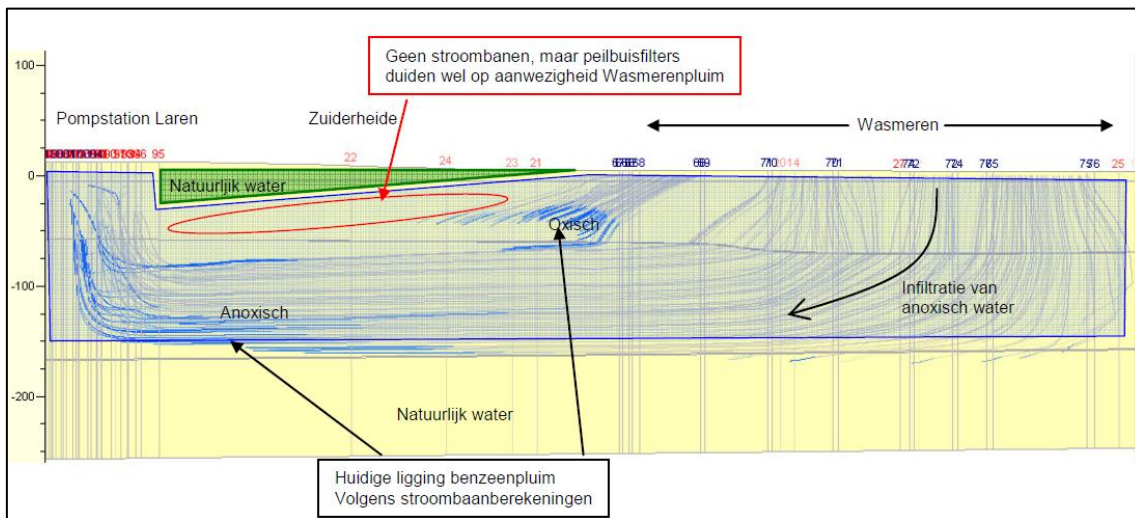 Geen stroombanen, maar peilbuisfilters
duiden wel op aanwezigheid Wasmerenpluim
100
Pompstation Laren
Zuiderheide
Wasmeren
95
22
24
23
21
25
0
Natuurljk water
Oxisch
-100
Anoxisch
Infiltratie van
anoxisch water
-200
Natuurlijk water
Huidige ligging benzeenpluim
Volgens stroombaanberekeningen